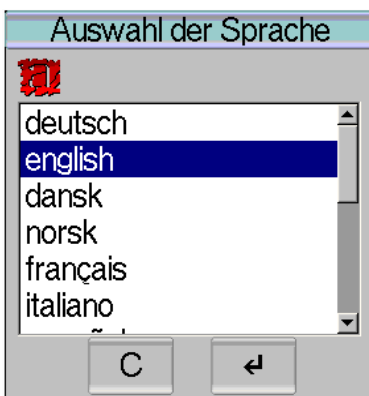 Auswahl der Sprache
deutsch
english
dansk
norsk
français
italiano
C